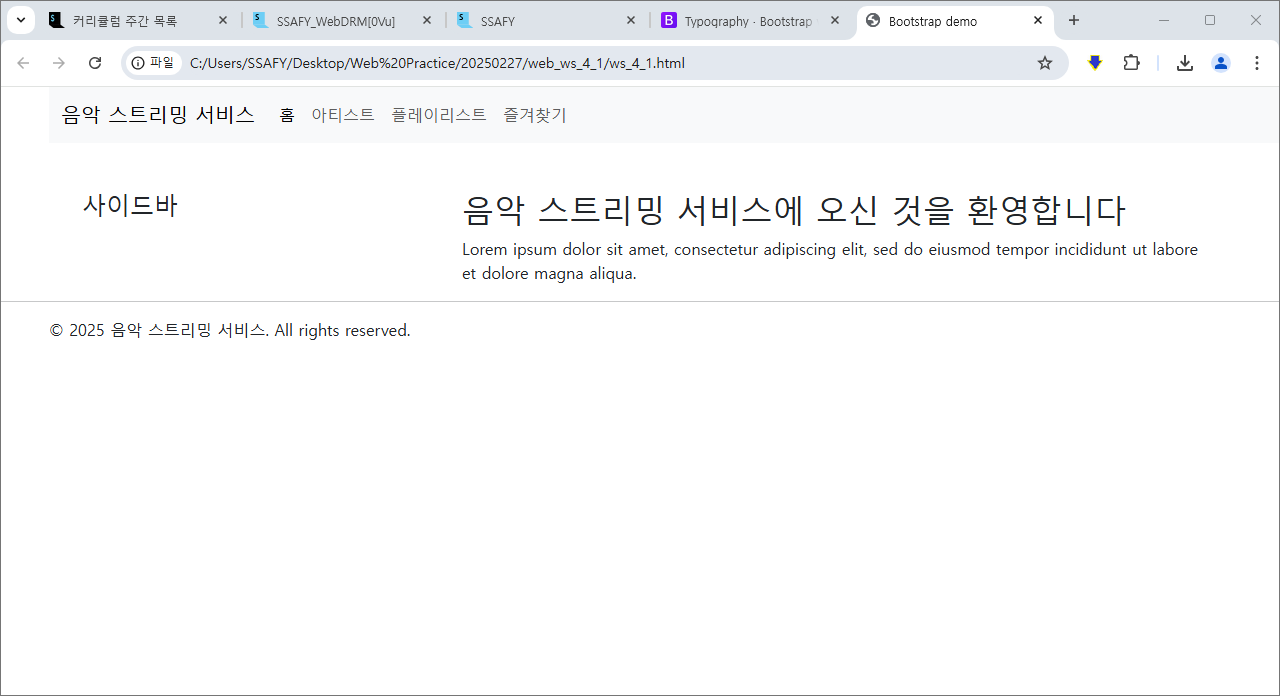 커리큘럼 주간 목록
SSAFY_WebDRM[0Vu]
SSAFY
Typography · Bootstrap
Bootstrap demo
파일
C:/Users/SSAFY/Desktop/Web%20Practice/20250227/web_ws_4_1/ws_4_1.html
음악 스트리밍 서비스 홈 아티스트 플레이리스트 즐겨찾기
사이드바
음악 스트리밍 서비스에 오신 것을 환영합니다
Lorem ipsum dolor sit amet, consectetur adipiscing elit, sed do eiusmod tempor incididunt ut labore
et dolore magna aliqua.
© 2025 음악 스트리밍 서비스. All rights reserved.